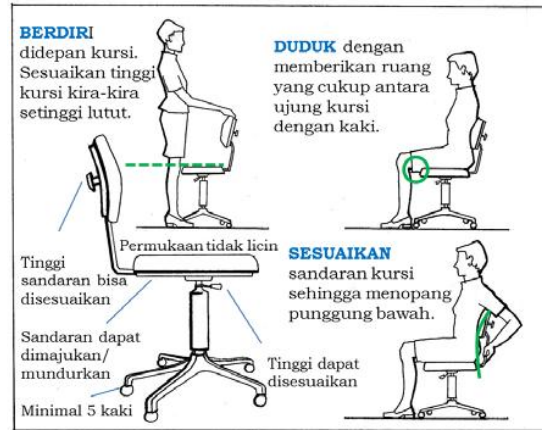 BERDIRI
didepan kursi.
Sesuaikan tinggi
kursi kira-kira
setinggi lutut.
DUDUK dengan
memberikan ruang
yang cukup antara
ujung kursi
dengan kaki.
Permukaan tidak licin
Tinggi
sandaran bisa
disesuaikan
Sandaran dapat
dimajukan/
mundurkan
Minimal 5 kaki
Tinggi dapat
disesuaikan
SESUAIKAN
sandaran kursi
sehingga menopang
punggung bawah.